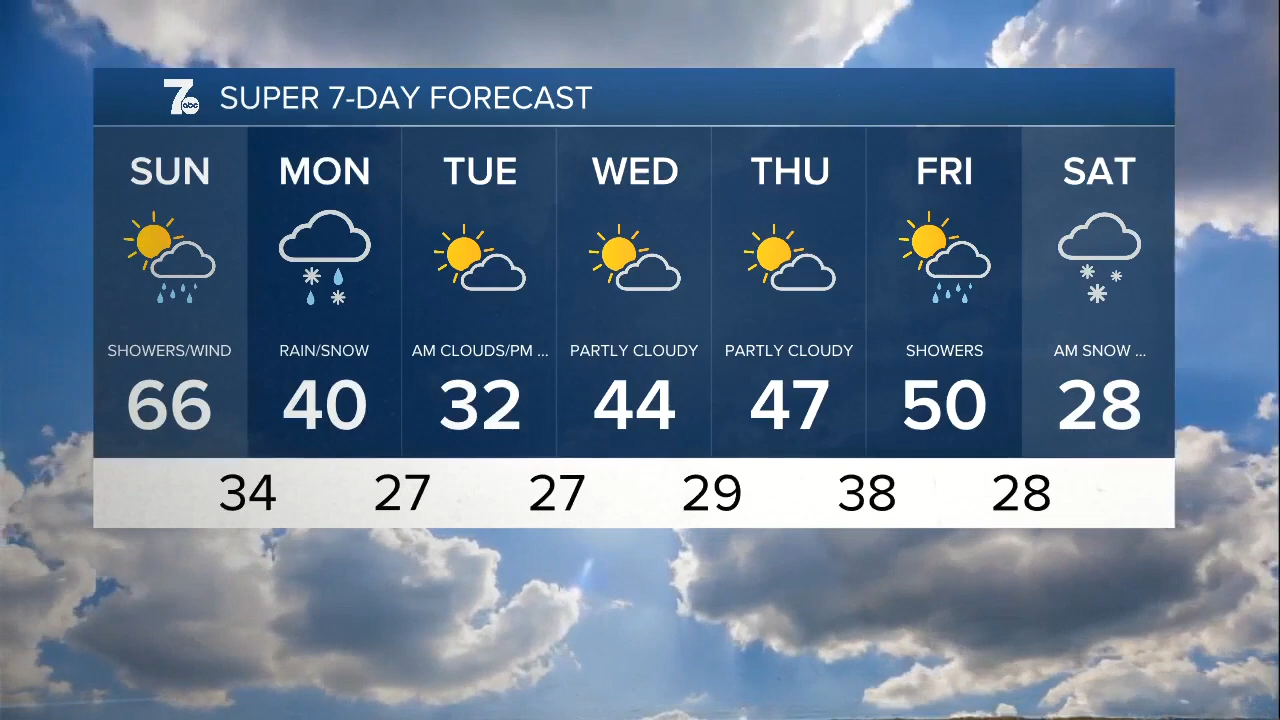 7 abc SUPER 7-DAY FORECAST
SUN MON TUE WED THU FRI SAT
SHOWERS/WIND RAIN/SNOW AM CLOUDS/PM ... PARTLY CLOUDY PARTLY CLOUDY SHOWERS AM SNOW ...
66 40 32 44 47 50 28
34 27 27 29 38 28